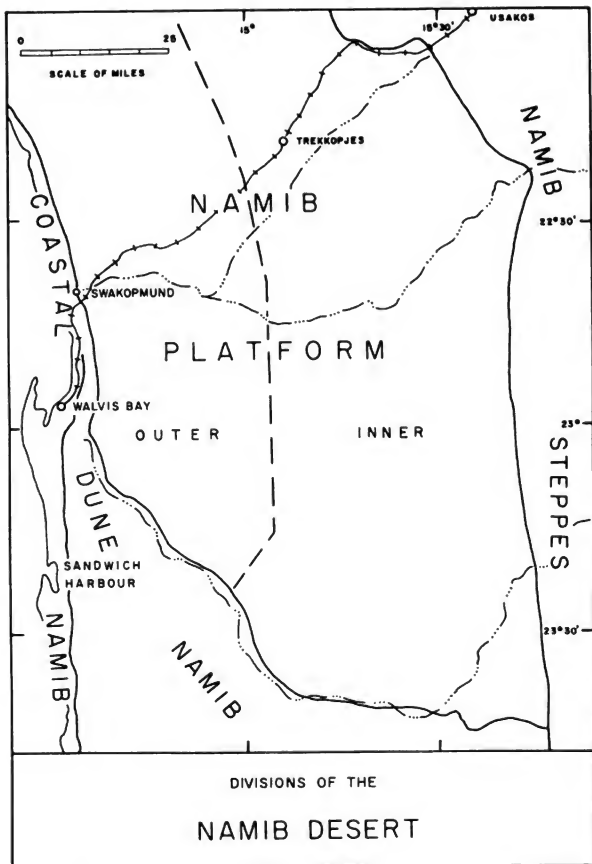 15°
15°30'
USAKOS
0 25
SCALE OF MILES
TREKKOPJES
NAMIB
NAMIB
22°30'
COASTAL
SWAKOPMUND
PLATFORM
WALVIS BAY
OUTER
INNER
23°
STEPPES
DUNE
SANDWICH
HARBOUR
NAMIB
NAMIB
23°30'
DIVISIONS OF THE
NAMIB DESERT